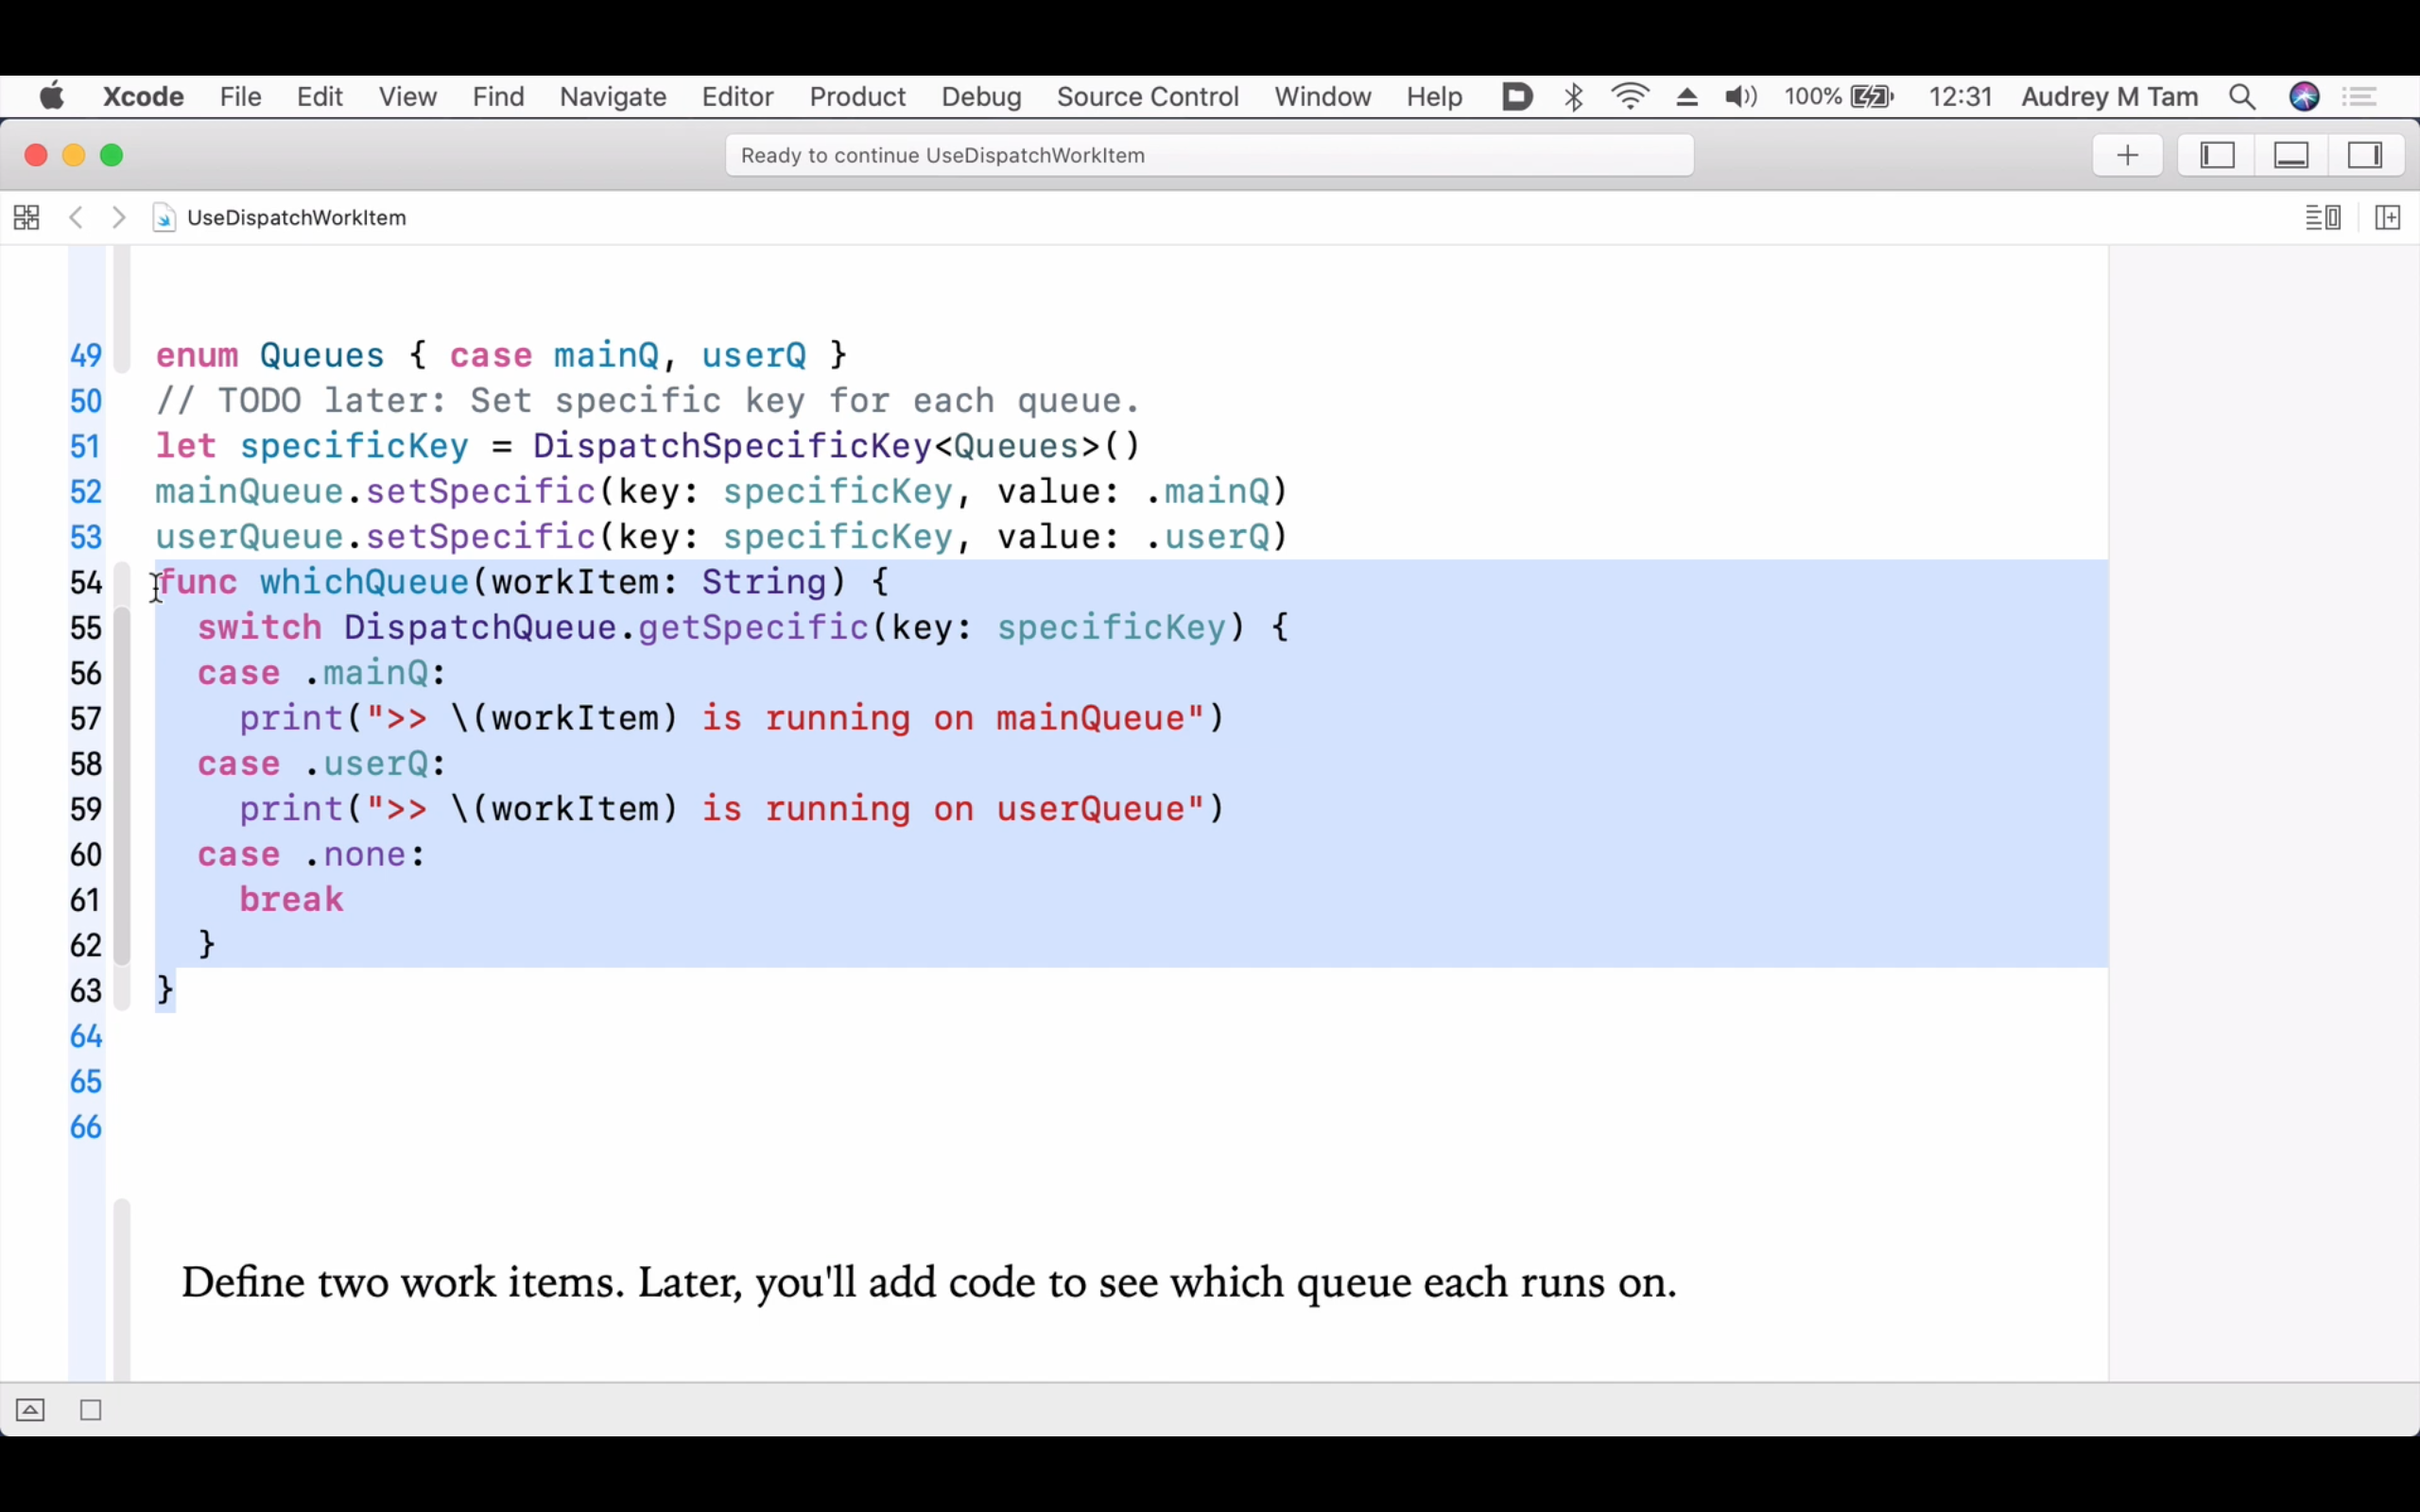 Xcode File Edit View Find Navigate Editor Product Debug Source Control Window Help 100% 12:31 Audrey M Tam
Ready to continue UseDispatchWorkItem
UseDispatchWorkItem
49 enum Queues { case mainQ, userQ }
50 // TODO later: Set specific key for each queue.
51 let specificKey = DispatchSpecificKey<Queues>()
52 mainQueue.setSpecific(key: specificKey, value: .mainQ)
53 userQueue.setSpecific(key: specificKey, value: .userQ)
54 func whichQueue(workItem: String) {
55   switch DispatchQueue.getSpecific(key: specificKey) {
56   case .mainQ:
57     print(">> \(workItem) is running on mainQueue")
58   case .userQ:
59     print(">> \(workItem) is running on userQueue")
60   case .none:
61     break
62   }
63 }
64
65
66
Define two work items. Later, you'll add code to see which queue each runs on.